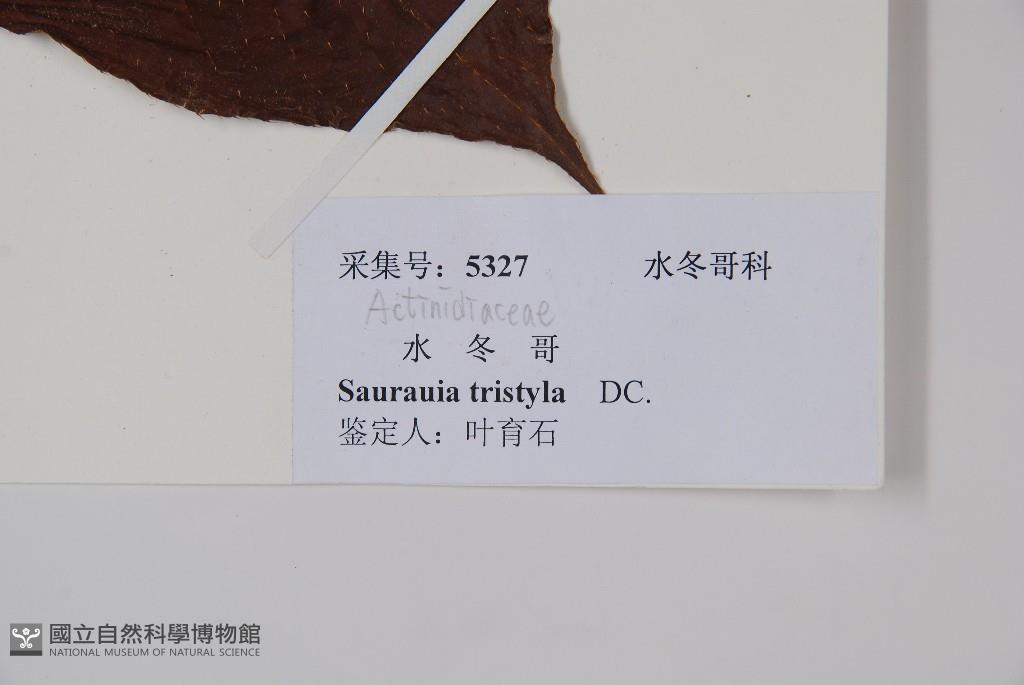 采集号：5327 水冬哥科
Actinidiaceae
水 冬 哥
Saurauia tristyla DC.
鉴定人：叶育石
國立自然科學博物館
NATIONAL MUSEUM OF NATURAL SCIENCE